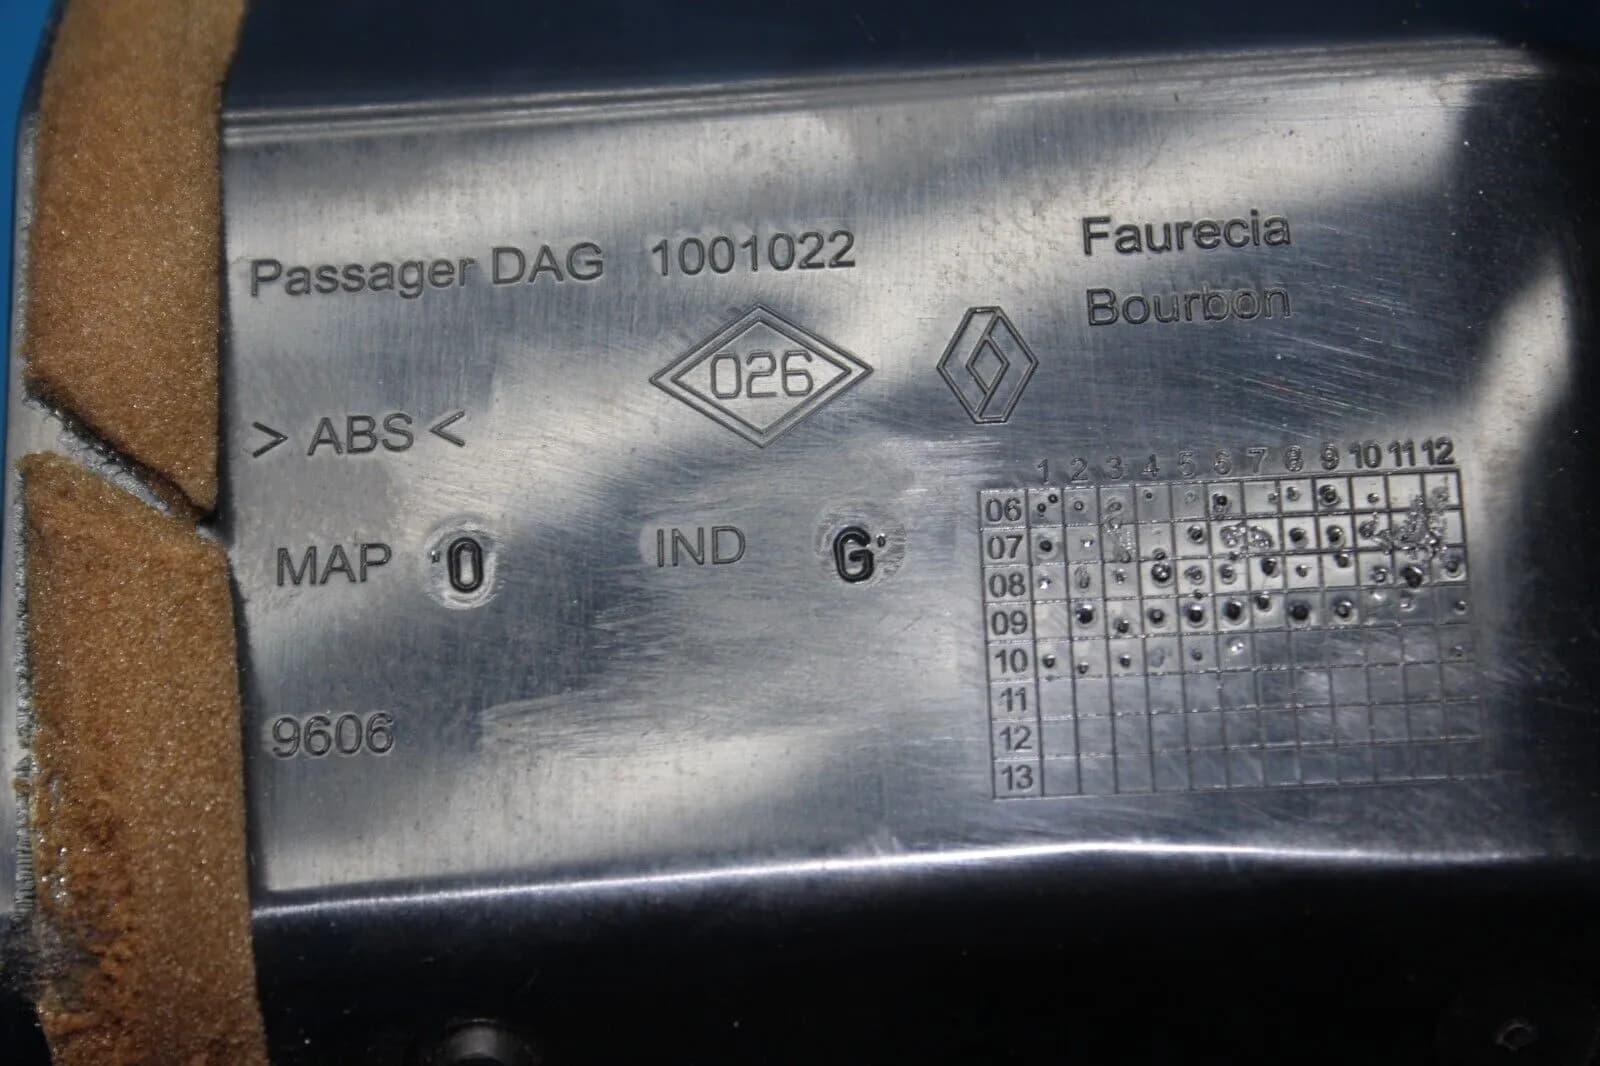 Passager DAG 1001022
Faurecia
Bourbon
026
> ABS <
MAP 0
IND G
9606
1 2 3 4 5 6 7 8 9 10 11 12
06
07
08
09
10
11
12
13